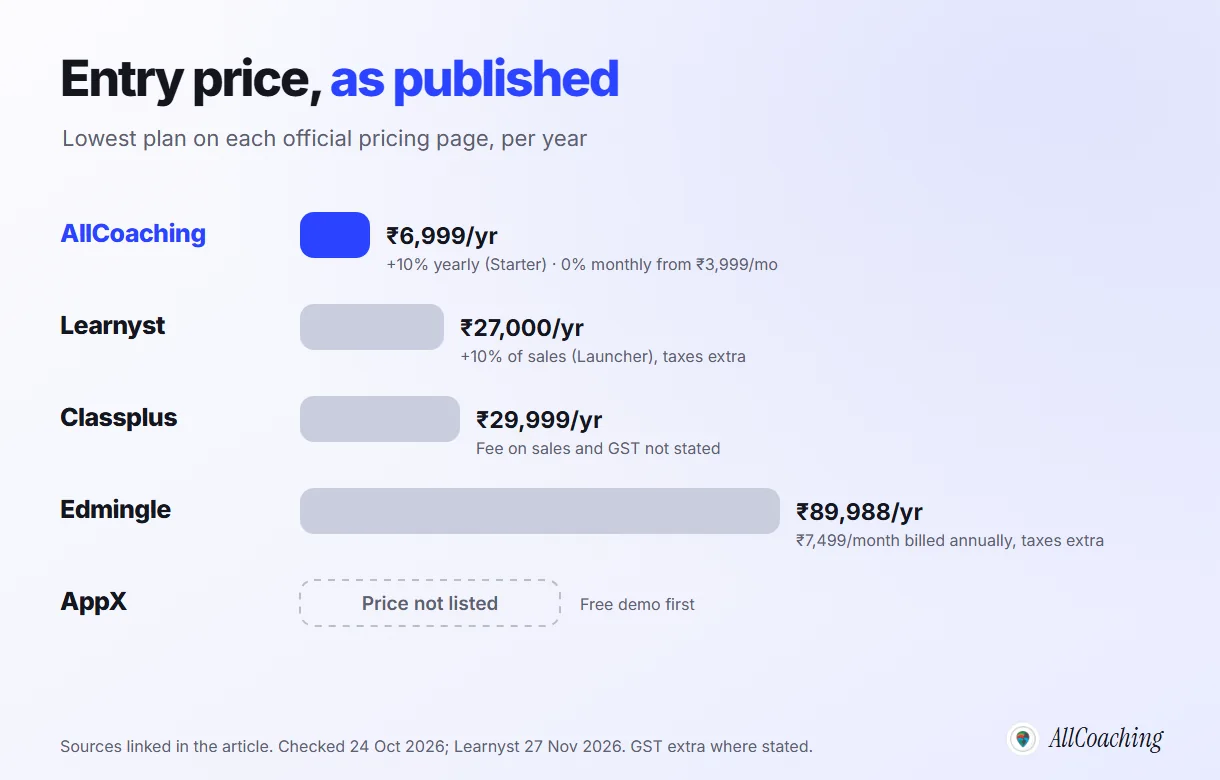 Entry price, as published
Lowest plan on each official pricing page, per year
AllCoaching
₹6,999/yr
+10% yearly (Starter) · 0% monthly from ₹3,999/mo
Learnyst
₹27,000/yr
+10% of sales (Launcher), taxes extra
Classplus
₹29,999/yr
Fee on sales and GST not stated
Edmingle
₹89,988/yr
₹7,499/month billed annually, taxes extra
AppX
Price not listed
Free demo first
Sources linked in the article. Checked 24 Oct 2026; Learnyst 27 Nov 2026. GST extra where stated.
AllCoaching